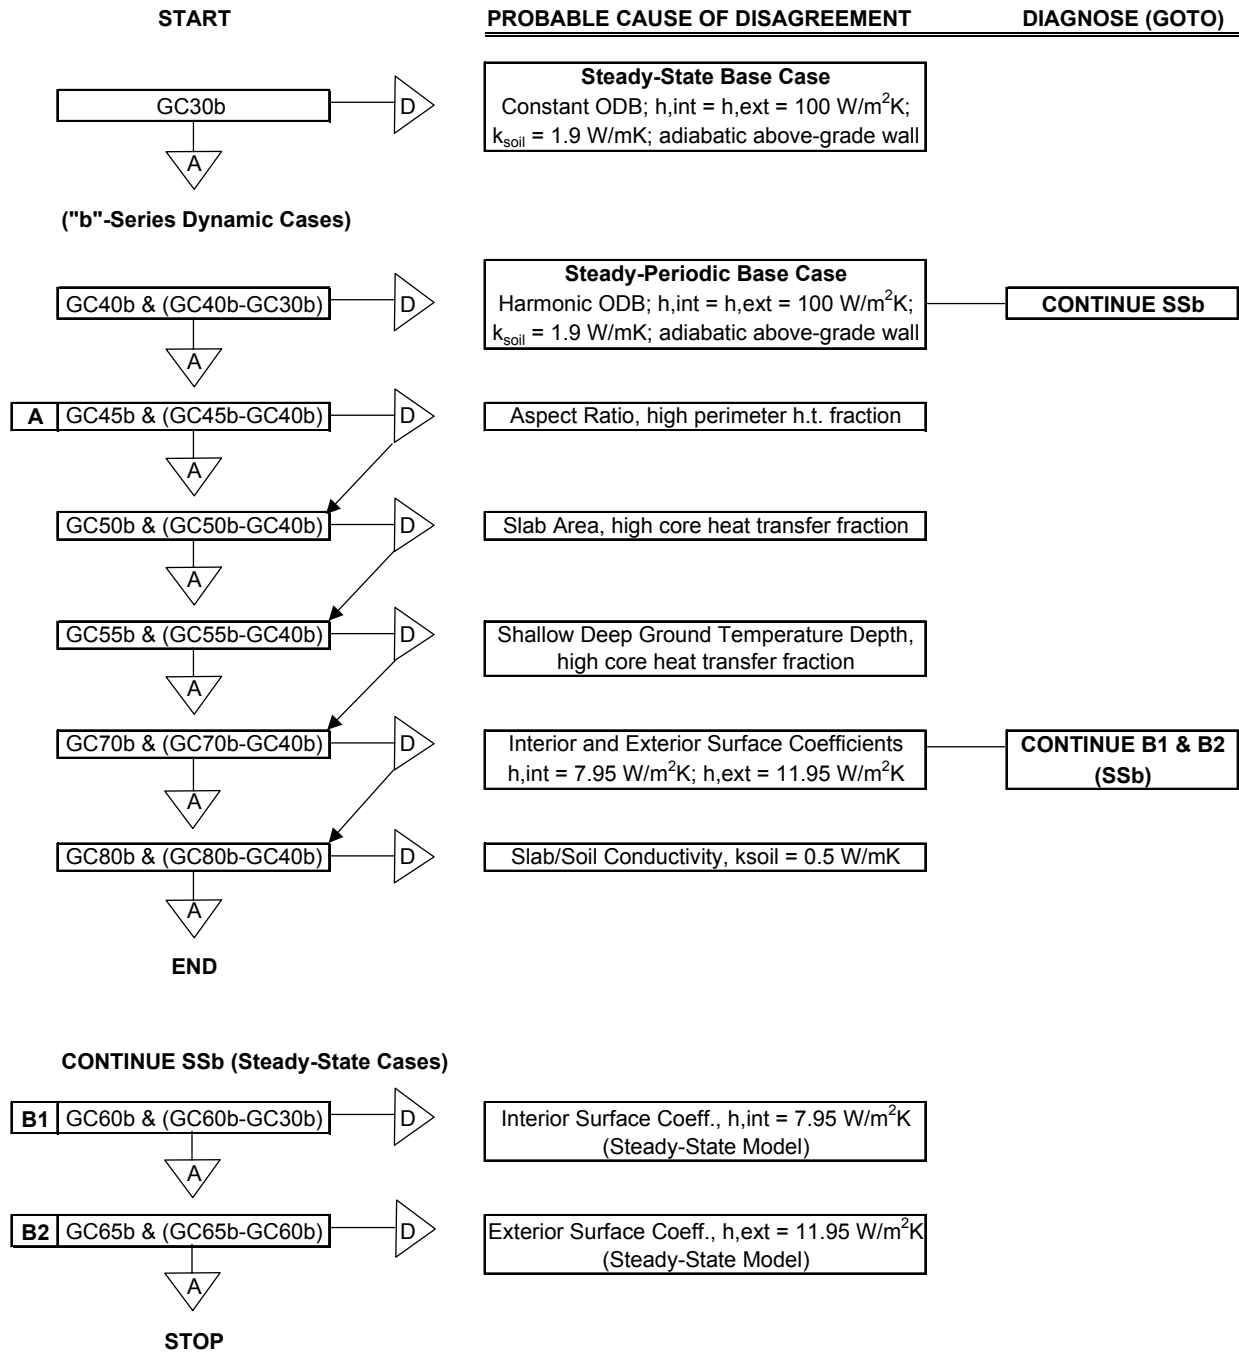 START
PROBABLE CAUSE OF DISAGREEMENT
DIAGNOSE (GOTO)
GC30b
D
Steady-State Base Case
Constant ODB; h,int = h,ext = 100 W/m²K;
k_soil = 1.9 W/mK; adiabatic above-grade wall
A
("b"-Series Dynamic Cases)
GC40b & (GC40b-GC30b)
D
Steady-Periodic Base Case
Harmonic ODB; h,int = h,ext = 100 W/m²K;
k_soil = 1.9 W/mK; adiabatic above-grade wall
CONTINUE SSb
A
A
GC45b & (GC45b-GC40b)
D
Aspect Ratio, high perimeter h.t. fraction
A
GC50b & (GC50b-GC40b)
D
Slab Area, high core heat transfer fraction
A
GC55b & (GC55b-GC40b)
D
Shallow Deep Ground Temperature Depth,
high core heat transfer fraction
A
GC70b & (GC70b-GC40b)
D
Interior and Exterior Surface Coefficients
h,int = 7.95 W/m²K; h,ext = 11.95 W/m²K
CONTINUE B1 & B2
(SSb)
A
GC80b & (GC80b-GC40b)
D
Slab/Soil Conductivity, ksoil = 0.5 W/mK
A
END
CONTINUE SSb (Steady-State Cases)
B1
GC60b & (GC60b-GC30b)
D
Interior Surface Coeff., h,int = 7.95 W/m²K
(Steady-State Model)
A
B2
GC65b & (GC65b-GC60b)
D
Exterior Surface Coeff., h,ext = 11.95 W/m²K
(Steady-State Model)
A
STOP